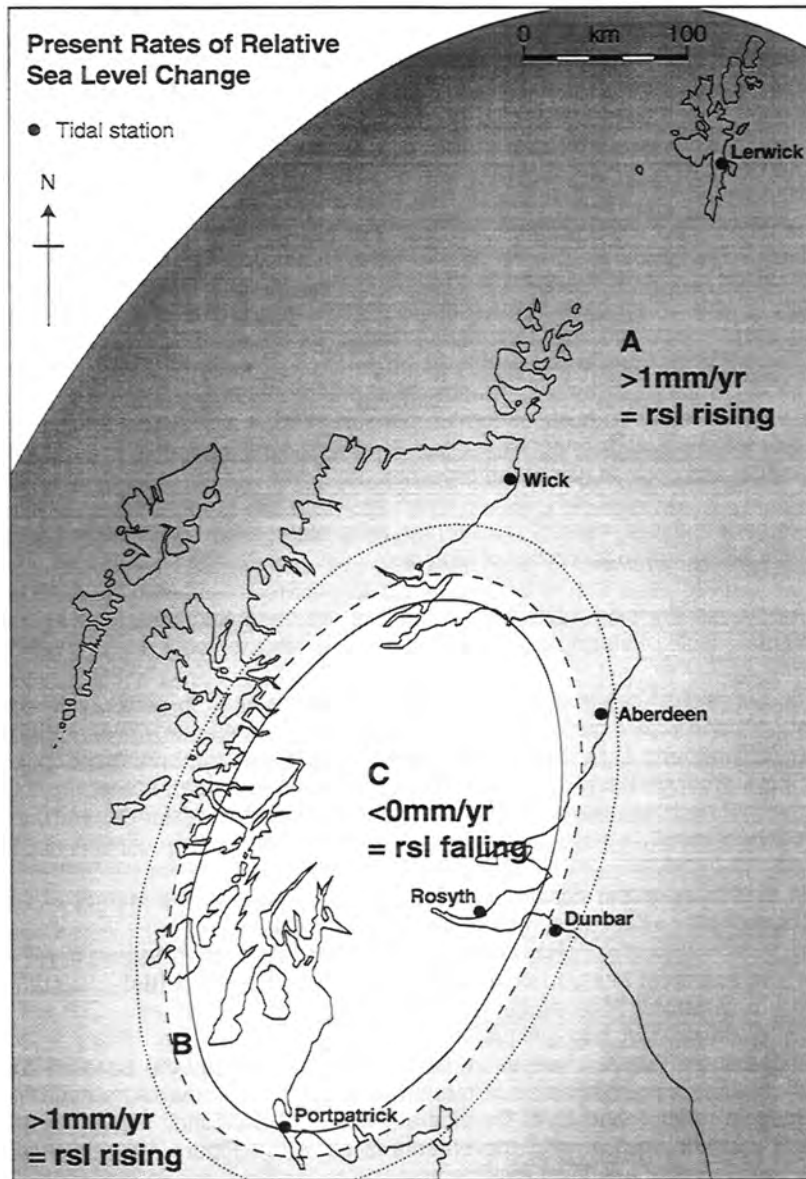 Present Rates of Relative
Sea Level Change
Tidal station
N
0 km 100
Lerwick
A
>1mm/yr
= rsl rising
Wick
Aberdeen
C
<0mm/yr
= rsl falling
Rosyth
Dunbar
B
Portpatrick
>1mm/yr
= rsl rising